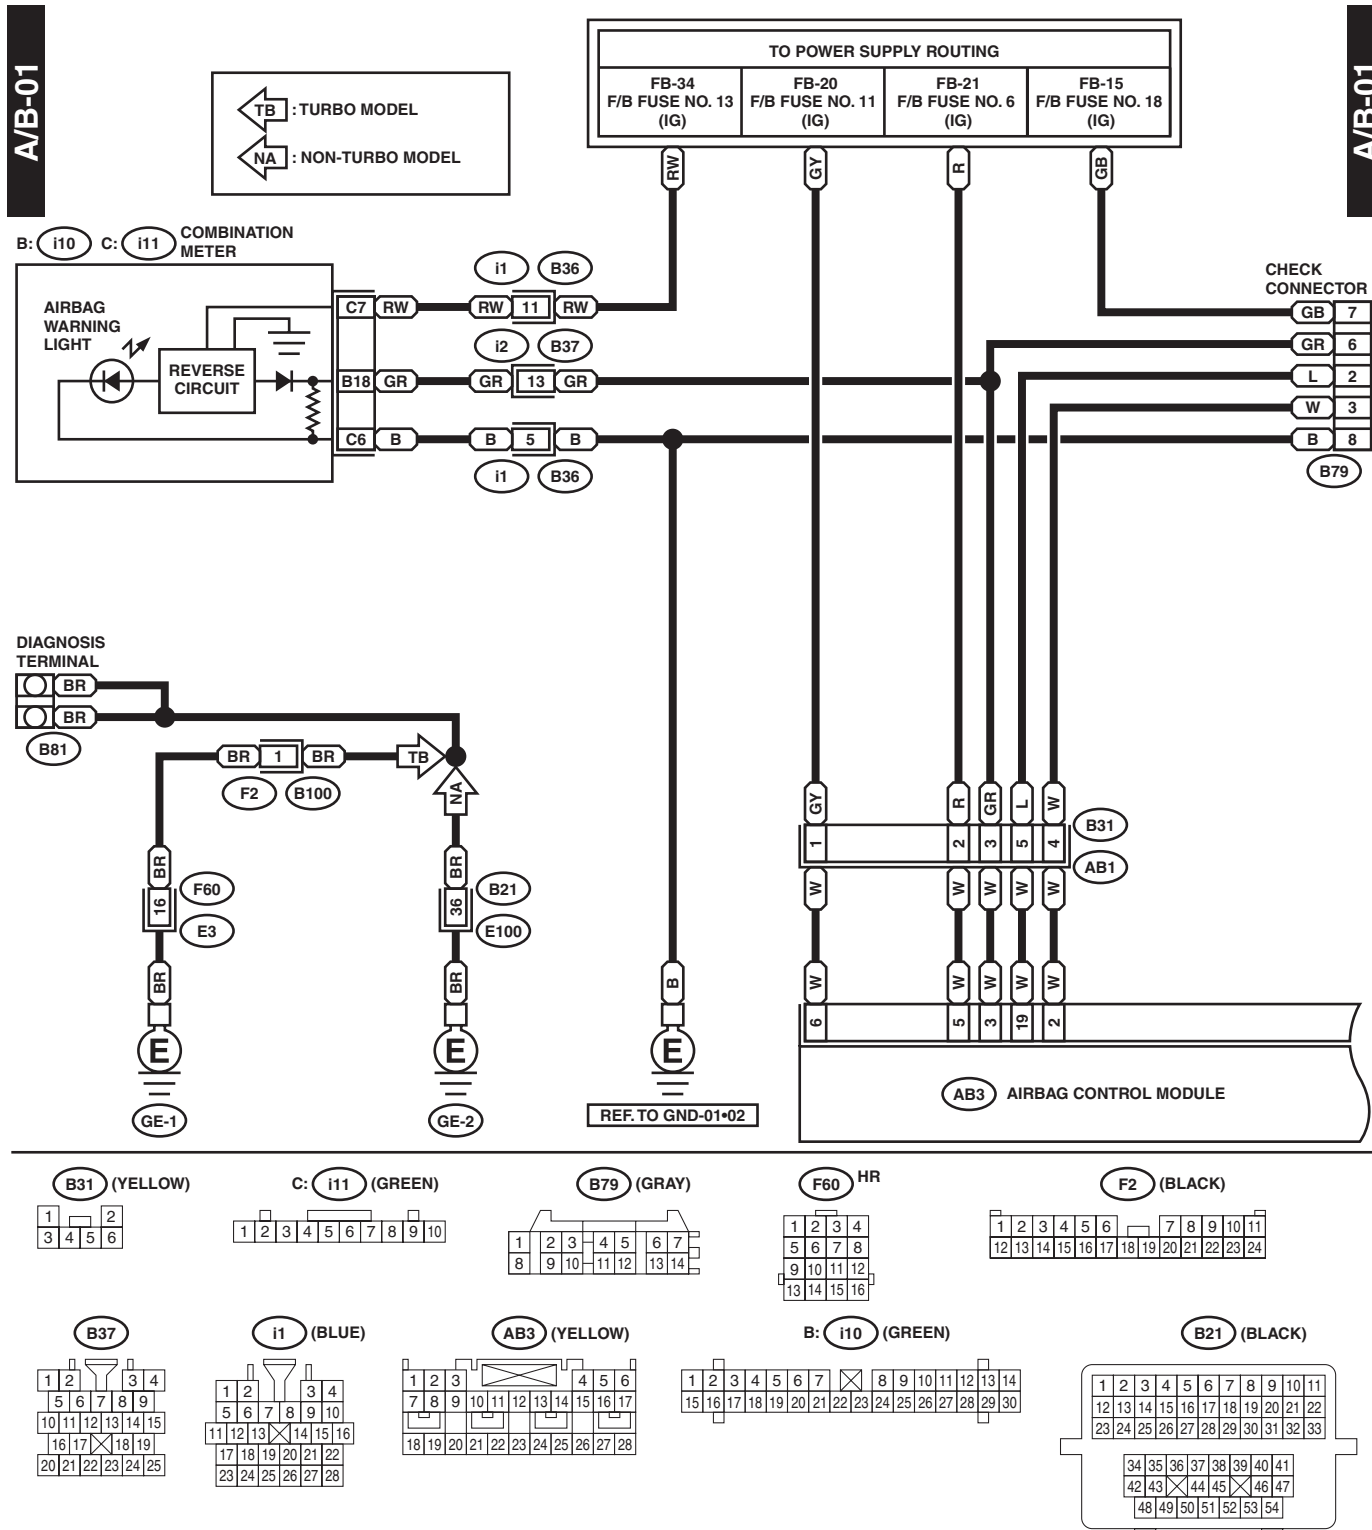 A/B-01
A/B-01
TB : TURBO MODEL
NA : NON-TURBO MODEL
TO POWER SUPPLY ROUTING
FB-34
F/B FUSE NO. 13
(IG)
FB-20
F/B FUSE NO. 11
(IG)
FB-21
F/B FUSE NO. 6
(IG)
FB-15
F/B FUSE NO. 18
(IG)
RW
GY
R
GB
B: i10 C: i11 COMBINATION
METER
AIRBAG
WARNING
LIGHT
REVERSE
CIRCUIT
i1 B36
C7 RW RW 11 RW
i2 B37
B18 GR GR 13 GR
C6 B B 5 B
i1 B36
CHECK
CONNECTOR
GB 7
GR 6
L 2
W 3
B 8
B79
DIAGNOSIS
TERMINAL
BR
BR
B81
BR 1 BR TB
F2 B100
NA
BR
16
F60
E3
BR
E
GE-1
BR
36
B21
E100
BR
E
GE-2
B
E
REF. TO GND-01•02
GY R GR L W
1 2 3 5 4
B31
AB1
W W W W W
W W W W W
6 5 3 19 2
AB3 AIRBAG CONTROL MODULE
B31 (YELLOW)
1 2
3 4 5 6
C: i11 (GREEN)
1 2 3 4 5 6 7 8 9 10
B79 (GRAY)
1 2 3 4 5 6 7
8 9 10 11 12 13 14
F60 HR
1 2 3 4
5 6 7 8
9 10 11 12
13 14 15 16
F2 (BLACK)
1 2 3 4 5 6 7 8 9 10 11
12 13 14 15 16 17 18 19 20 21 22 23 24
B37
1 2 3 4
5 6 7 8 9
10 11 12 13 14 15
16 17 18 19
20 21 22 23 24 25
i1 (BLUE)
1 2 3 4
5 6 7 8 9 10
11 12 13 14 15 16
17 18 19 20 21 22
23 24 25 26 27 28
AB3 (YELLOW)
1 2 3 4 5 6
7 8 9 10 11 12 13 14 15 16 17
18 19 20 21 22 23 24 25 26 27 28
B: i10 (GREEN)
1 2 3 4 5 6 7 8 9 10 11 12 13 14
15 16 17 18 19 20 21 22 23 24 25 26 27 28 29 30
B21 (BLACK)
1 2 3 4 5 6 7 8 9 10 11
12 13 14 15 16 17 18 19 20 21 22
23 24 25 26 27 28 29 30 31 32 33
34 35 36 37 38 39 40 41
42 43 44 45 46 47
48 49 50 51 52 53 54